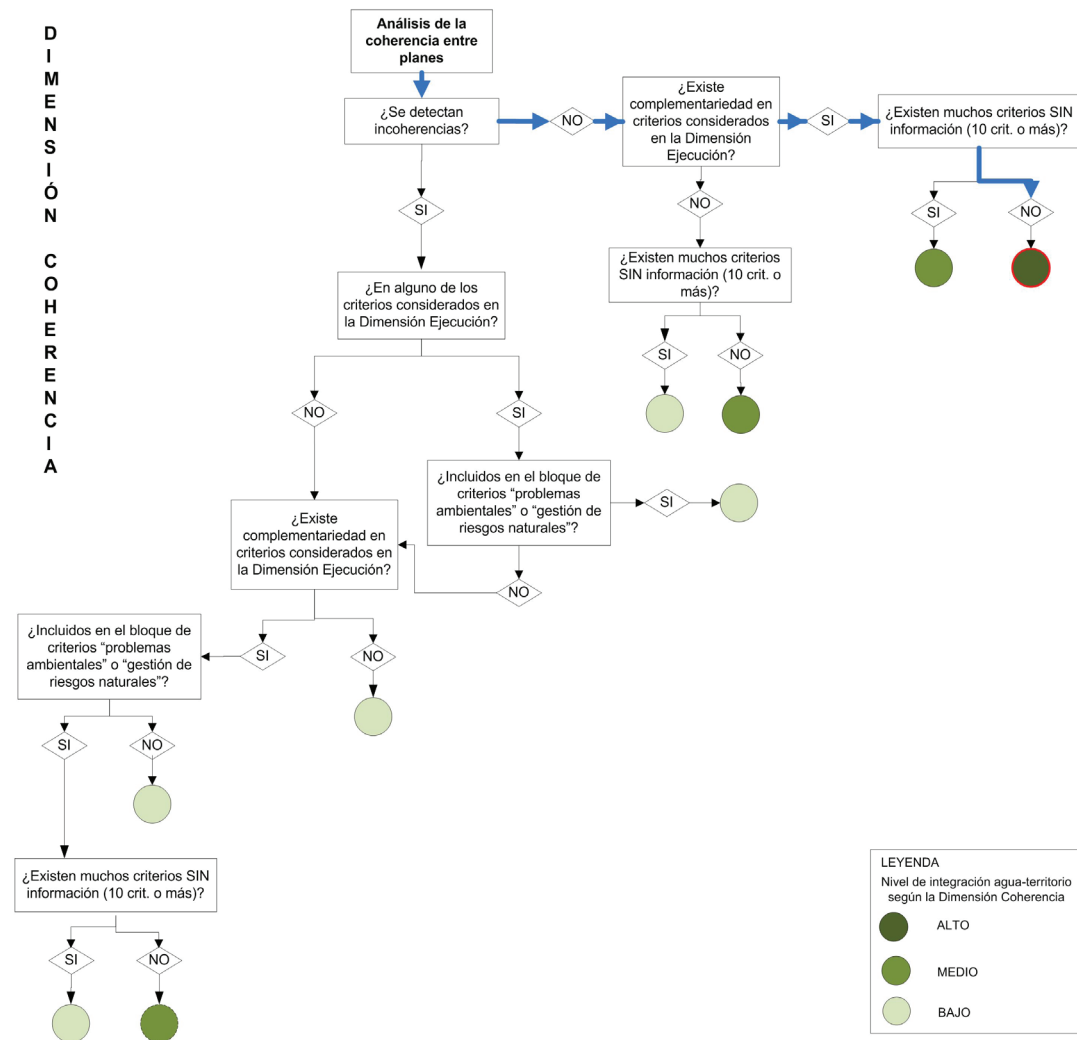 DIMENSIÓN COHERENCIA
Análisis de la
coherencia entre
planes
¿Se detectan
incoherencias?
NO
¿Existe
complementariedad en
criterios considerados
en la Dimensión
Ejecución?
SI
¿Existen muchos criterios SIN
información (10 crit. o más)?
SI
NO
NO
¿Existen muchos criterios
SIN información (10 crit. o
más)?
SI
NO
SI
¿En alguno de los
criterios considerados en
la Dimensión Ejecución?
NO
SI
¿Incluidos en el bloque de
criterios “problemas
ambientales” o “gestión de
riesgos naturales”?
SI
NO
¿Existe
complementariedad en
criterios considerados en
la Dimensión Ejecución?
SI
NO
¿Incluidos en el bloque de
criterios “problemas
ambientales” o “gestión de
riesgos naturales”?
SI
NO
¿Existen muchos criterios SIN
información (10 crit. o más)?
SI
NO
LEYENDA
Nivel de integración agua-territorio
según la Dimensión Coherencia
ALTO
MEDIO
BAJO